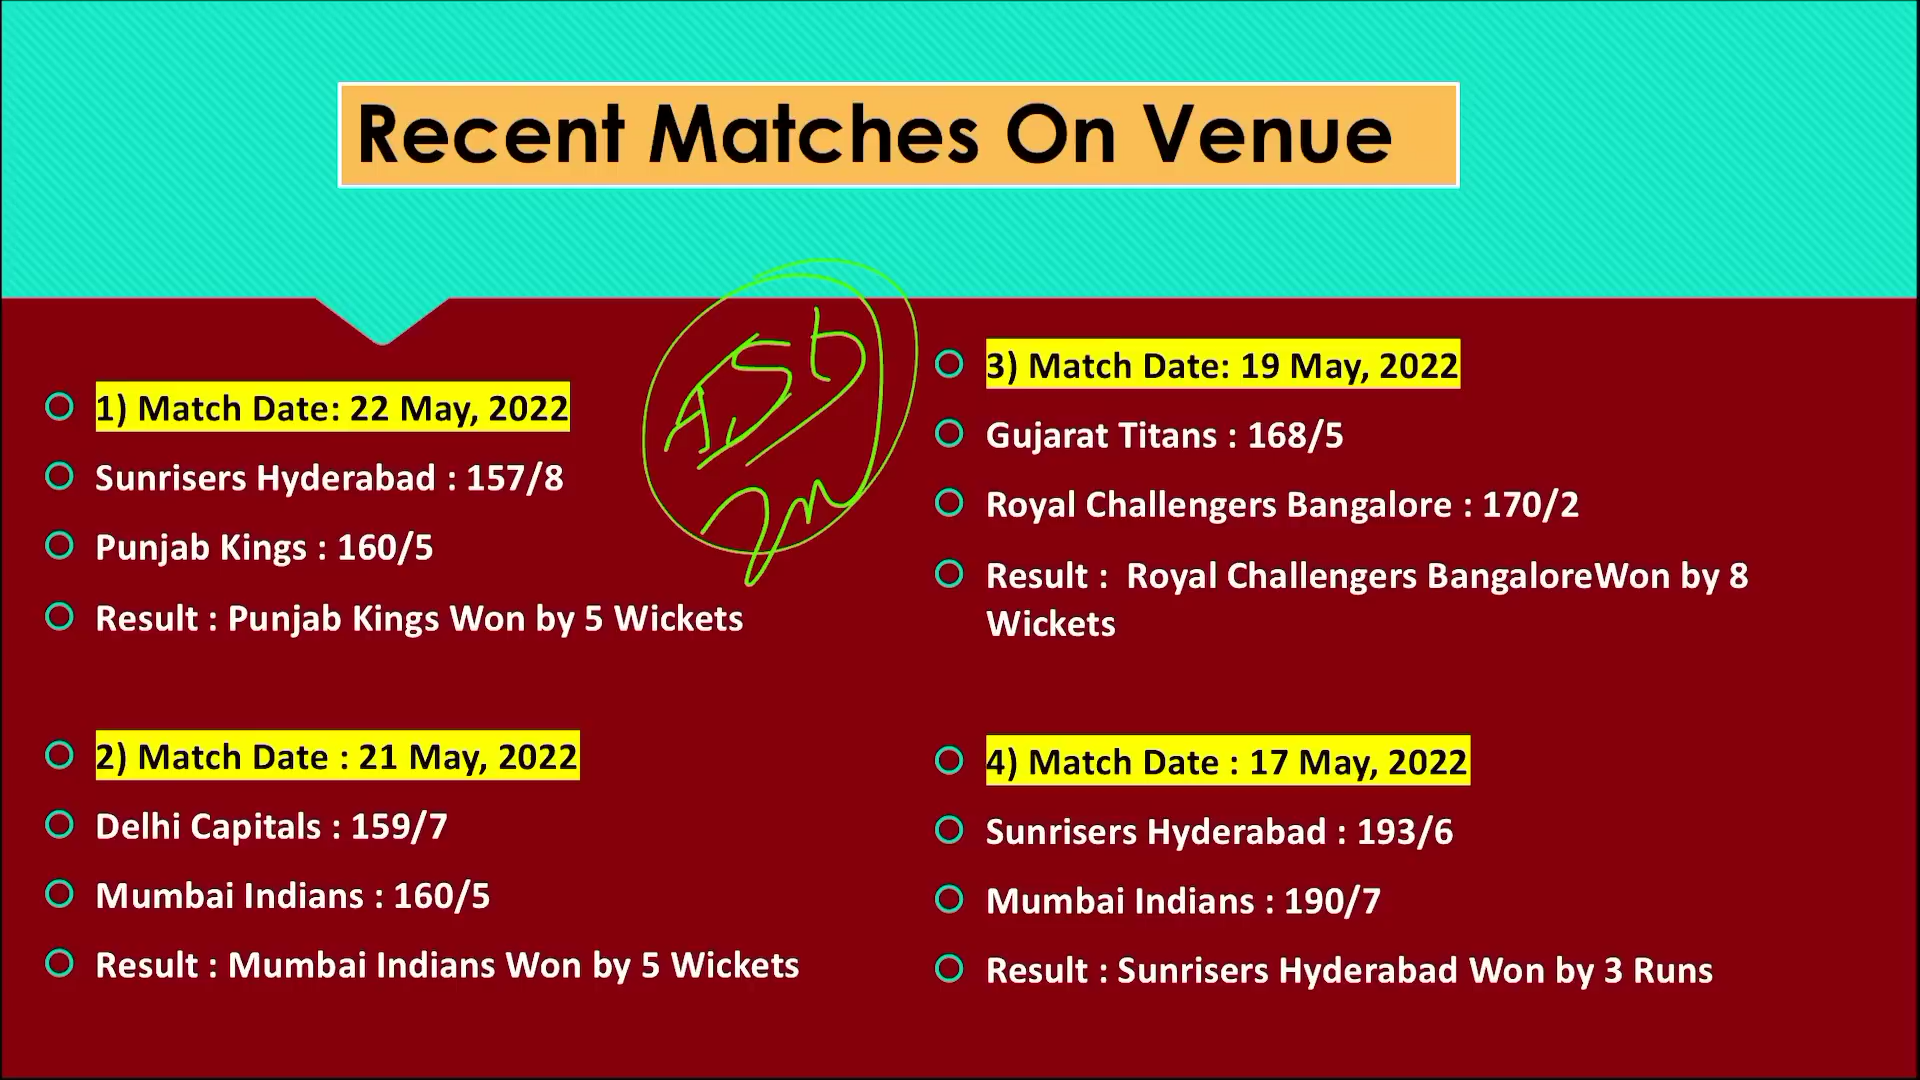 Recent Matches On Venue
1) Match Date: 22 May, 2022
Sunrisers Hyderabad : 157/8
Punjab Kings : 160/5
Result : Punjab Kings Won by 5 Wickets
2) Match Date : 21 May, 2022
Delhi Capitals : 159/7
Mumbai Indians : 160/5
Result : Mumbai Indians Won by 5 Wickets
3) Match Date: 19 May, 2022
Gujarat Titans : 168/5
Royal Challengers Bangalore : 170/2
Result :  Royal Challengers BangaloreWon by 8
Wickets
4) Match Date : 17 May, 2022
Sunrisers Hyderabad : 193/6
Mumbai Indians : 190/7
Result : Sunrisers Hyderabad Won by 3 Runs